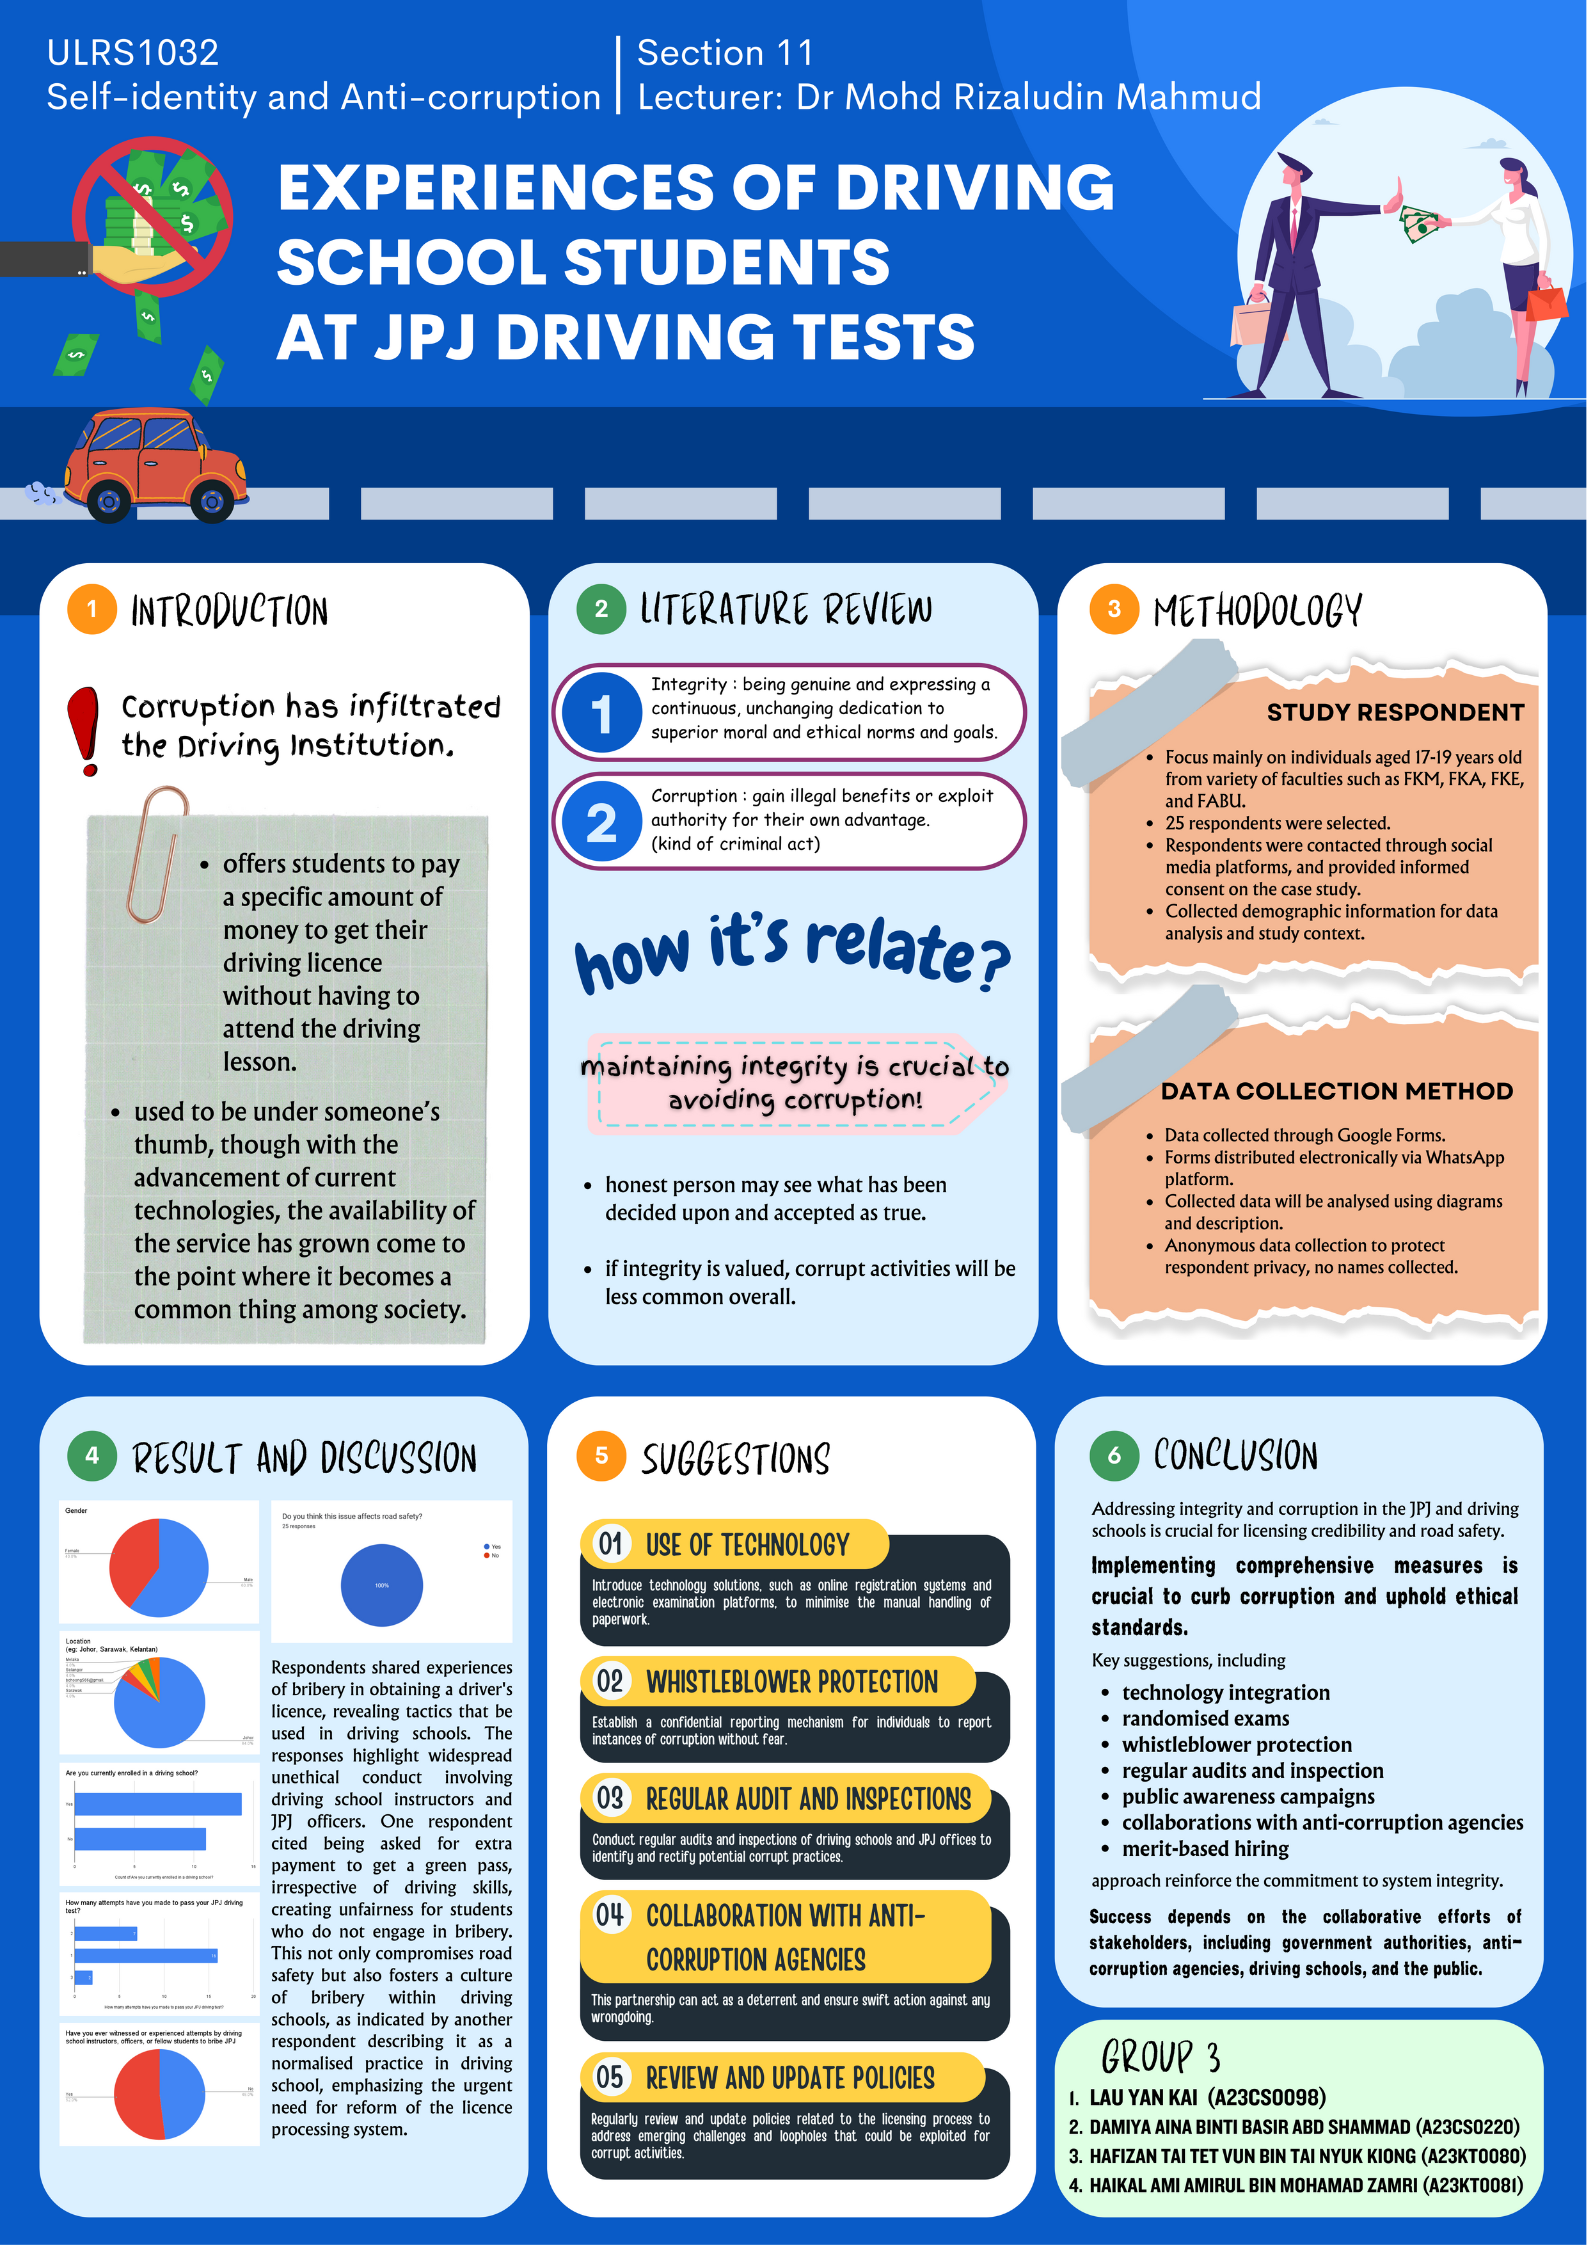 ULRS1032
Self-identity and Anti-corruption
Section 11
Lecturer: Dr Mohd Rizaludin Mahmud
EXPERIENCES OF DRIVING
SCHOOL STUDENTS
AT JPJ DRIVING TESTS
1 INTRODUCTION
Corruption has infiltrated
the Driving Institution.
• offers students to pay
a specific amount of
money to get their
driving licence
without having to
attend the driving
lesson.
• used to be under someone's
thumb, though with the
advancement of current
technologies, the availability of
the service has grown come to
the point where it becomes a
common thing among society.
2 LITERATURE REVIEW
1
Integrity : being genuine and expressing a
continuous, unchanging dedication to
superior moral and ethical norms and goals.
2
Corruption : gain illegal benefits or exploit
authority for their own advantage.
(kind of criminal act)
how it's relate?
maintaining integrity is crucial to
avoiding corruption!
• honest person may see what has been
decided upon and accepted as true.
• if integrity is valued, corrupt activities will be
less common overall.
3 METHODOLOGY
STUDY RESPONDENT
• Focus mainly on individuals aged 17-19 years old
from variety of faculties such as FKM, FKA, FKE,
and FABU.
• 25 respondents were selected.
• Respondents were contacted through social
media platforms, and provided informed
consent on the case study.
• Collected demographic information for data
analysis and study context.
DATA COLLECTION METHOD
• Data collected through Google Forms.
• Forms distributed electronically via WhatsApp
platform.
• Collected data will be analysed using diagrams
and description.
• Anonymous data collection to protect
respondent privacy, no names collected.
4 RESULT AND DISCUSSION
Gender
Female
Male
Do you think this issue affects road safety?
25 responses
Yes
No
100%
Location
(eg: Johor, Sarawak, Kelantan)
Melaka
Selangor
Sarawak
Johor
Are you currently enrolled in a driving school?
Yes
No
0 5 10 15
Count of Are you currently enrolled in a driving school?
How many attempts have you made to pass your JPJ driving
test?
0 5 10 15 20
How many attempts have you made to pass your JPJ driving test?
Have you ever witnessed or experienced attempts by driving
school instructors, officers, or fellow students to bribe JPJ
Yes
No
Respondents shared experiences
of bribery in obtaining a driver's
licence, revealing tactics that be
used in driving schools. The
responses highlight widespread
unethical conduct involving
driving school instructors and
JPJ officers. One respondent
cited being asked for extra
payment to get a green pass,
irrespective of driving skills,
creating unfairness for students
who do not engage in bribery.
This not only compromises road
safety but also fosters a culture
of bribery within driving
schools, as indicated by another
respondent describing it as a
normalised practice in driving
school, emphasizing the urgent
need for reform of the licence
processing system.
5 SUGGESTIONS
01 USE OF TECHNOLOGY
Introduce technology solutions, such as online registration systems and
electronic examination platforms, to minimise the manual handling of
paperwork.
02 WHISTLEBLOWER PROTECTION
Establish a confidential reporting mechanism for individuals to report
instances of corruption without fear.
03 REGULAR AUDIT AND INSPECTIONS
Conduct regular audits and inspections of driving schools and JPJ offices to
identify and rectify potential corrupt practices.
04 COLLABORATION WITH ANTI-
CORRUPTION AGENCIES
This partnership can act as a deterrent and ensure swift action against any
wrongdoing.
05 REVIEW AND UPDATE POLICIES
Regularly review and update policies related to the licensing process to
address emerging challenges and loopholes that could be exploited for
corrupt activities.
6 CONCLUSION
Addressing integrity and corruption in the JPJ and driving
schools is crucial for licensing credibility and road safety.
Implementing comprehensive measures is
crucial to curb corruption and uphold ethical
standards.
Key suggestions, including
• technology integration
• randomised exams
• whistleblower protection
• regular audits and inspection
• public awareness campaigns
• collaborations with anti-corruption agencies
• merit-based hiring
approach reinforce the commitment to system integrity.
Success depends on the collaborative efforts of
stakeholders, including government authorities, anti-
corruption agencies, driving schools, and the public.
GROUP 3
1. LAU YAN KAI (A23CS0098)
2. DAMIYA AINA BINTI BASIR ABD SHAMMAD (A23CS0220)
3. HAFIZAN TAI TET VUN BIN TAI NYUK KIONG (A23KT0080)
4. HAIKAL AMI AMIRUL BIN MOHAMAD ZAMRI (A23KT0081)